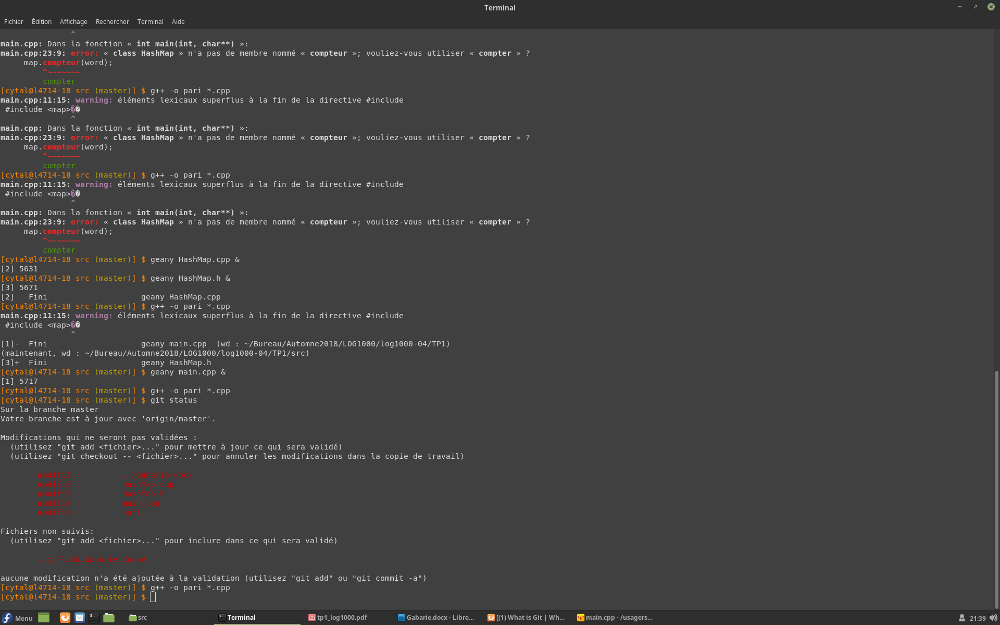 Terminal
Fichier Édition Affichage Rechercher Terminal Aide
^
main.cpp: Dans la fonction « int main(int, char**) »:
main.cpp:23:9: error: « class HashMap » n'a pas de membre nommé « compteur »; vouliez-vous utiliser « compter » ?
map.compteur(word);
^~~~~~~~
compter
[cytal@l4714-18 src (master)] $ g++ -o pari *.cpp
main.cpp:11:15: warning: éléments lexicaux superflus à la fin de la directive #include
#include <map>��
^
main.cpp: Dans la fonction « int main(int, char**) »:
main.cpp:23:9: error: « class HashMap » n'a pas de membre nommé « compteur »; vouliez-vous utiliser « compter » ?
map.compteur(word);
^~~~~~~~
compter
[cytal@l4714-18 src (master)] $ g++ -o pari *.cpp
main.cpp:11:15: warning: éléments lexicaux superflus à la fin de la directive #include
#include <map>��
^
main.cpp: Dans la fonction « int main(int, char**) »:
main.cpp:23:9: error: « class HashMap » n'a pas de membre nommé « compteur »; vouliez-vous utiliser « compter » ?
map.compteur(word);
^~~~~~~~
compter
[cytal@l4714-18 src (master)] $ geany HashMap.cpp &
[2] 5631
[cytal@l4714-18 src (master)] $ geany HashMap.h &
[3] 5671
[2]   Fini                    geany HashMap.cpp
[cytal@l4714-18 src (master)] $ g++ -o pari *.cpp
main.cpp:11:15: warning: éléments lexicaux superflus à la fin de la directive #include
#include <map>��
^
[1]-  Fini                    geany main.cpp  (wd : ~/Bureau/Automne2018/LOG1000/log1000-04/TP1)
(maintenant, wd : ~/Bureau/Automne2018/LOG1000/log1000-04/TP1/src)
[3]+  Fini                    geany HashMap.h
[cytal@l4714-18 src (master)] $ geany main.cpp &
[1] 5717
[cytal@l4714-18 src (master)] $ g++ -o pari *.cpp
[cytal@l4714-18 src (master)] $ git status
Sur la branche master
Votre branche est à jour avec 'origin/master'.
Modifications qui ne seront pas validées :
(utilisez "git add <fichier>..." pour mettre à jour ce qui sera validé)
(utilisez "git checkout -- <fichier>..." pour annuler les modifications dans la copie de travail)
modifié :         ../Gabarie.docx
modifié :         HashMap.cpp
modifié :         HashMap.h
modifié :         main.cpp
modifié :         pari
Fichiers non suivis:
(utilisez "git add <fichier>..." pour inclure dans ce qui sera validé)
../.~lock.Gabarie.docx#
aucune modification n'a été ajoutée à la validation (utilisez "git add" ou "git commit -a")
[cytal@l4714-18 src (master)] $ g++ -o pari *.cpp
[cytal@l4714-18 src (master)] $
Menu src Terminal tp1_log1000.pdf Gabarie.docx - Libre... [(1) What is Git | Wh... main.cpp - /usagers... 21:39